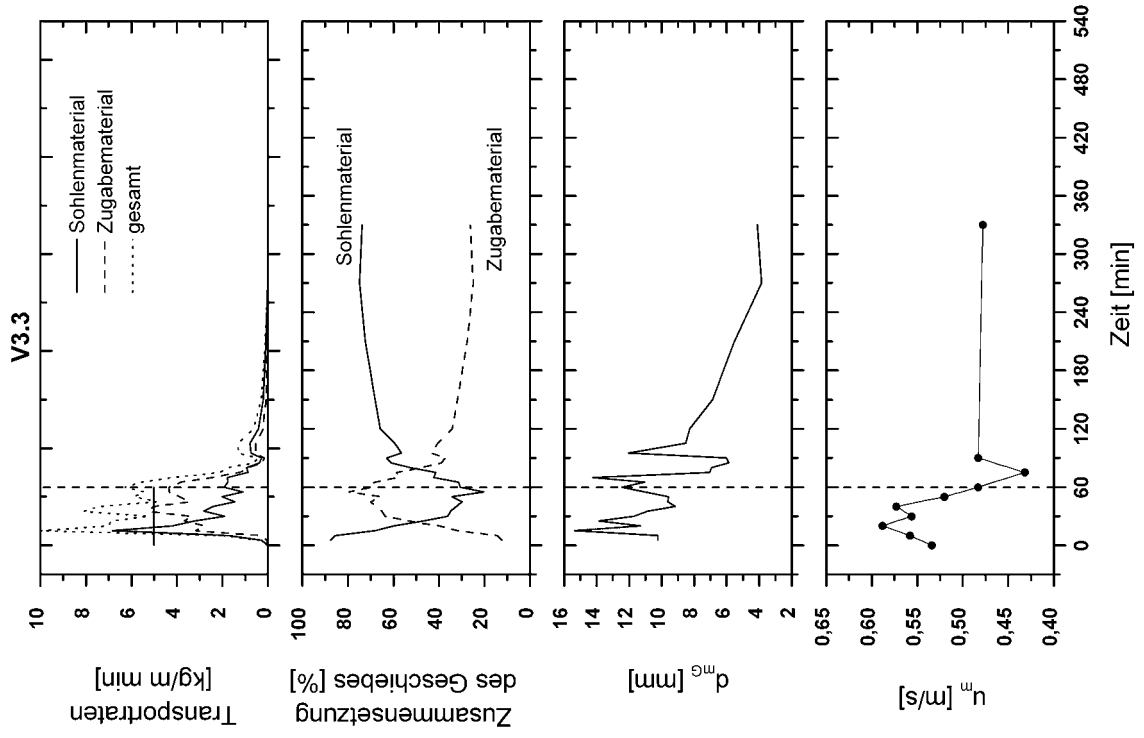 V3.3
Transportraten
[kg/m min]
10
8
6
4
2
0
Sohlenmaterial
Zugabematerial
gesamt
Zusammensetzung
des Geschiebes [%]
100
80
60
40
20
0
Sohlenmaterial
Zugabematerial
d_mG [mm]
16
14
12
10
8
6
4
2
u_m [m/s]
0,65
0,60
0,55
0,50
0,45
0,40
0 60 120 180 240 300 360 420 480 540
Zeit [min]